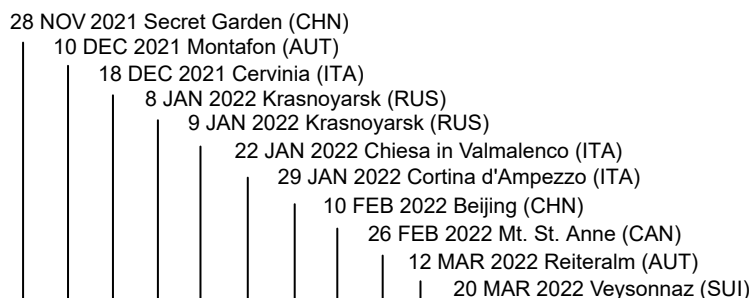 28 NOV 2021 Secret Garden (CHN)
10 DEC 2021 Montafon (AUT)
18 DEC 2021 Cervinia (ITA)
8 JAN 2022 Krasnoyarsk (RUS)
9 JAN 2022 Krasnoyarsk (RUS)
22 JAN 2022 Chiesa in Valmalenco (ITA)
29 JAN 2022 Cortina d'Ampezzo (ITA)
10 FEB 2022 Beijing (CHN)
26 FEB 2022 Mt. St. Anne (CAN)
12 MAR 2022 Reiteralm (AUT)
20 MAR 2022 Veysonnaz (SUI)